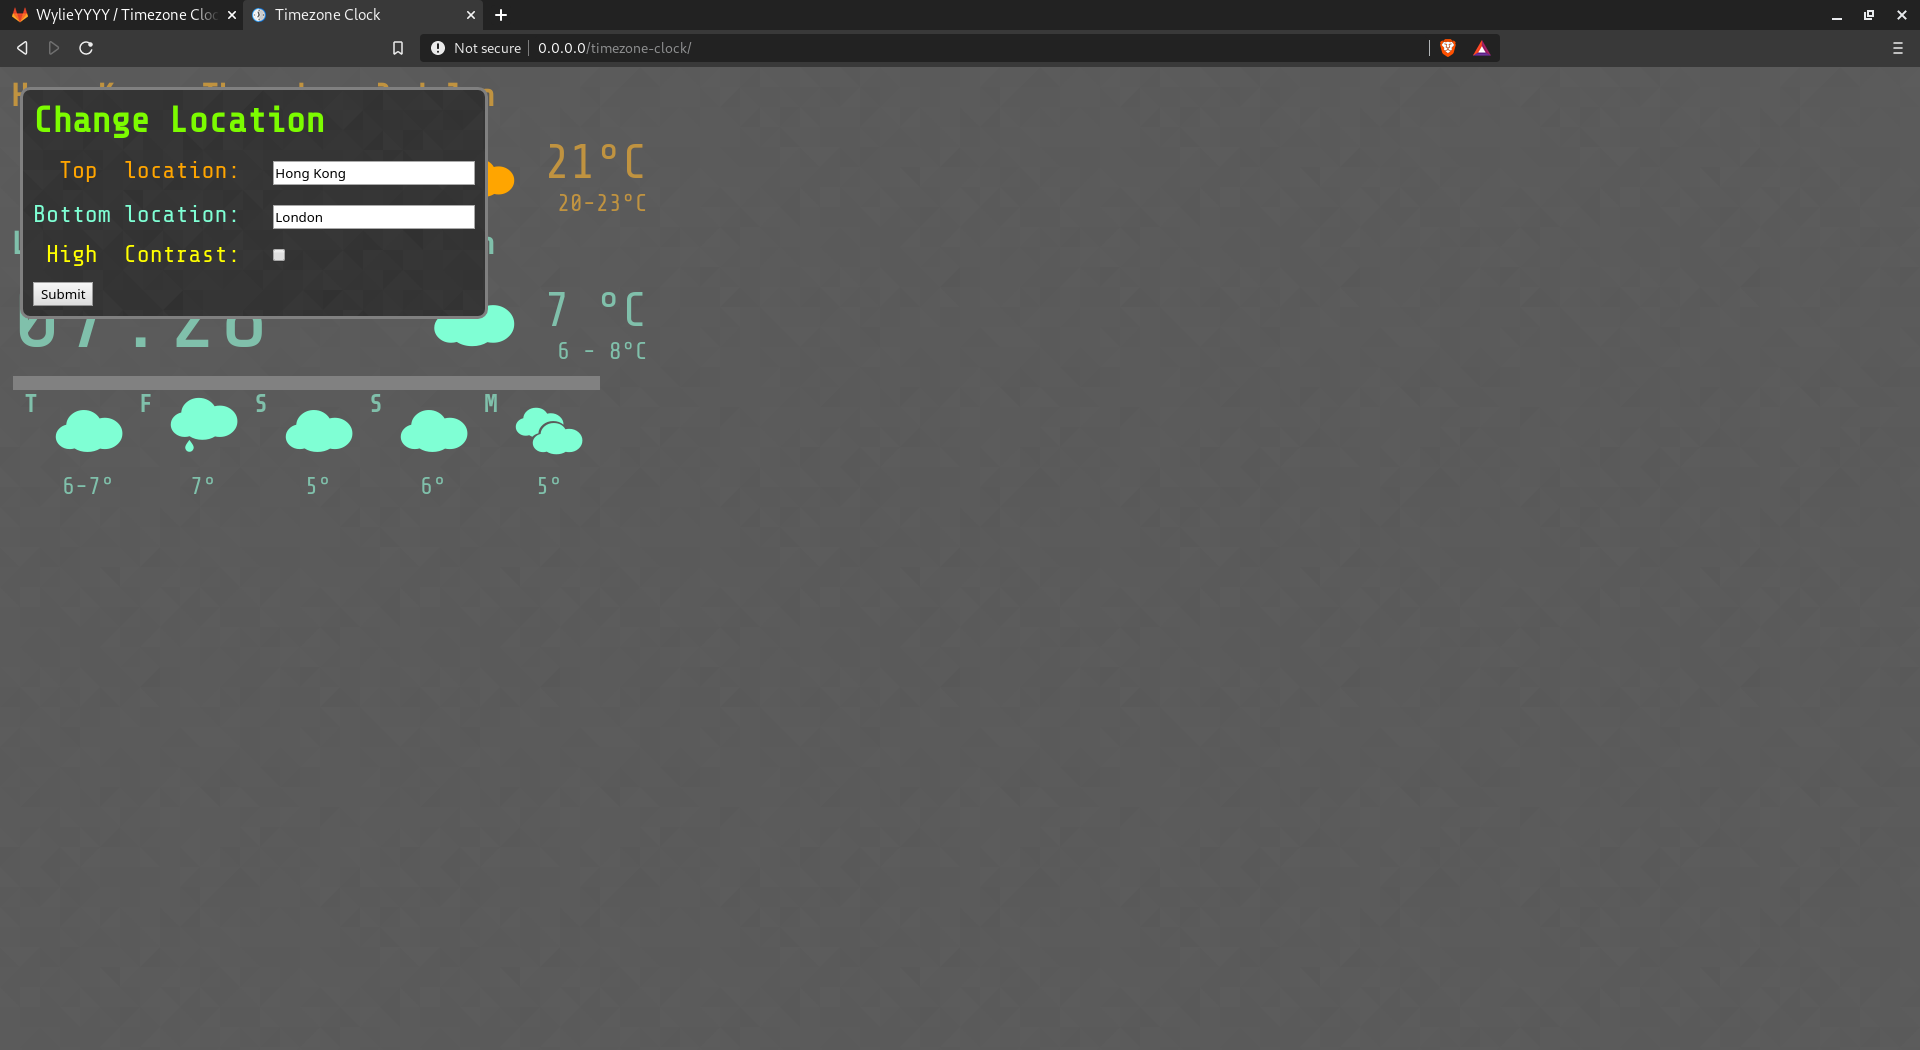 WylieYYYY / Timezone Cloc
Timezone Clock
Not secure
0.0.0.0/timezone-clock/
Change Location
Top location:
Hong Kong
Bottom location:
London
High Contrast:
Submit
21°C
20-23°C
7 °C
6 - 8°C
T
F
S
S
M
6-7°
7°
5°
6°
5°